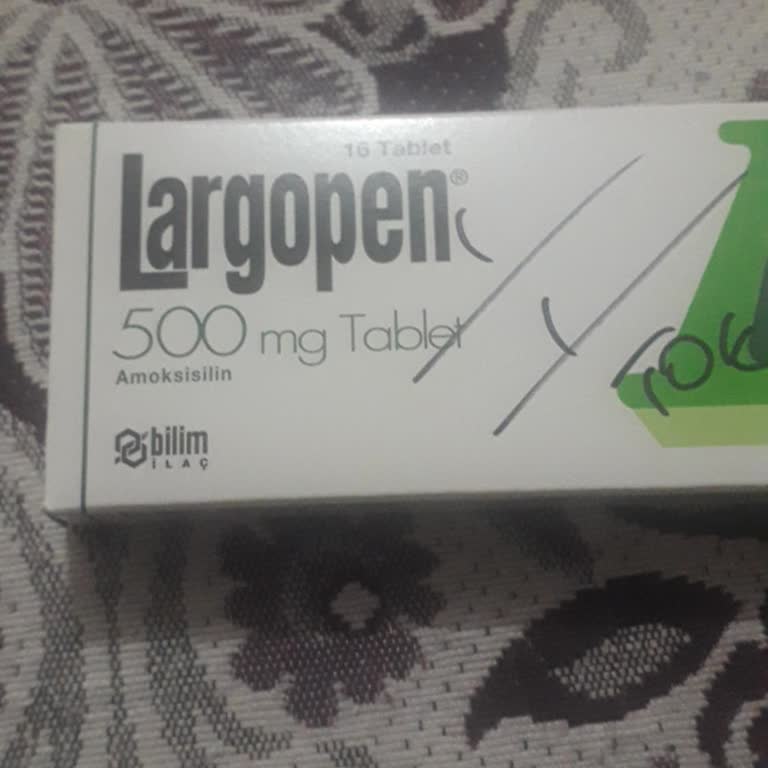 16 Tablet
Largopen®
500 mg Tablet
Amoksisilin
bilim
İLAÇ